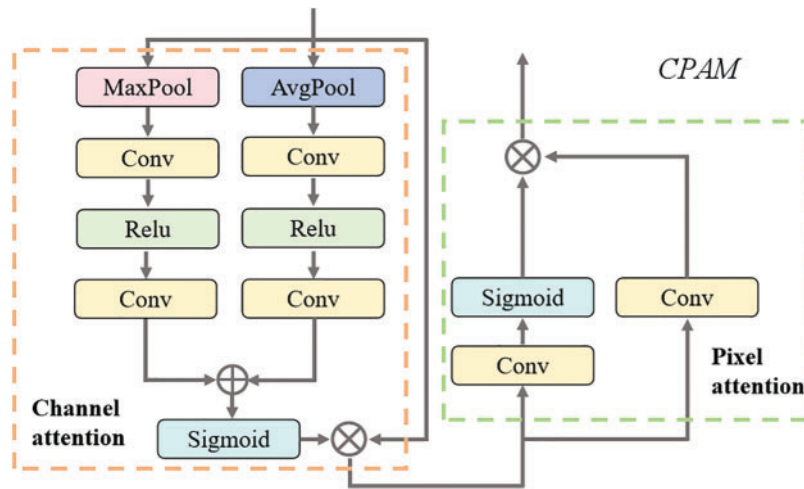 CPAM
MaxPool
AvgPool
Conv
Conv
Relu
Relu
Conv
Conv
Channel
attention
Sigmoid
Sigmoid
Conv
Conv
Pixel
attention